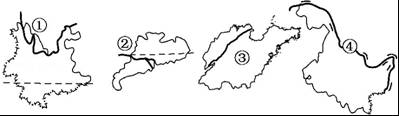 ① ② ③ ④